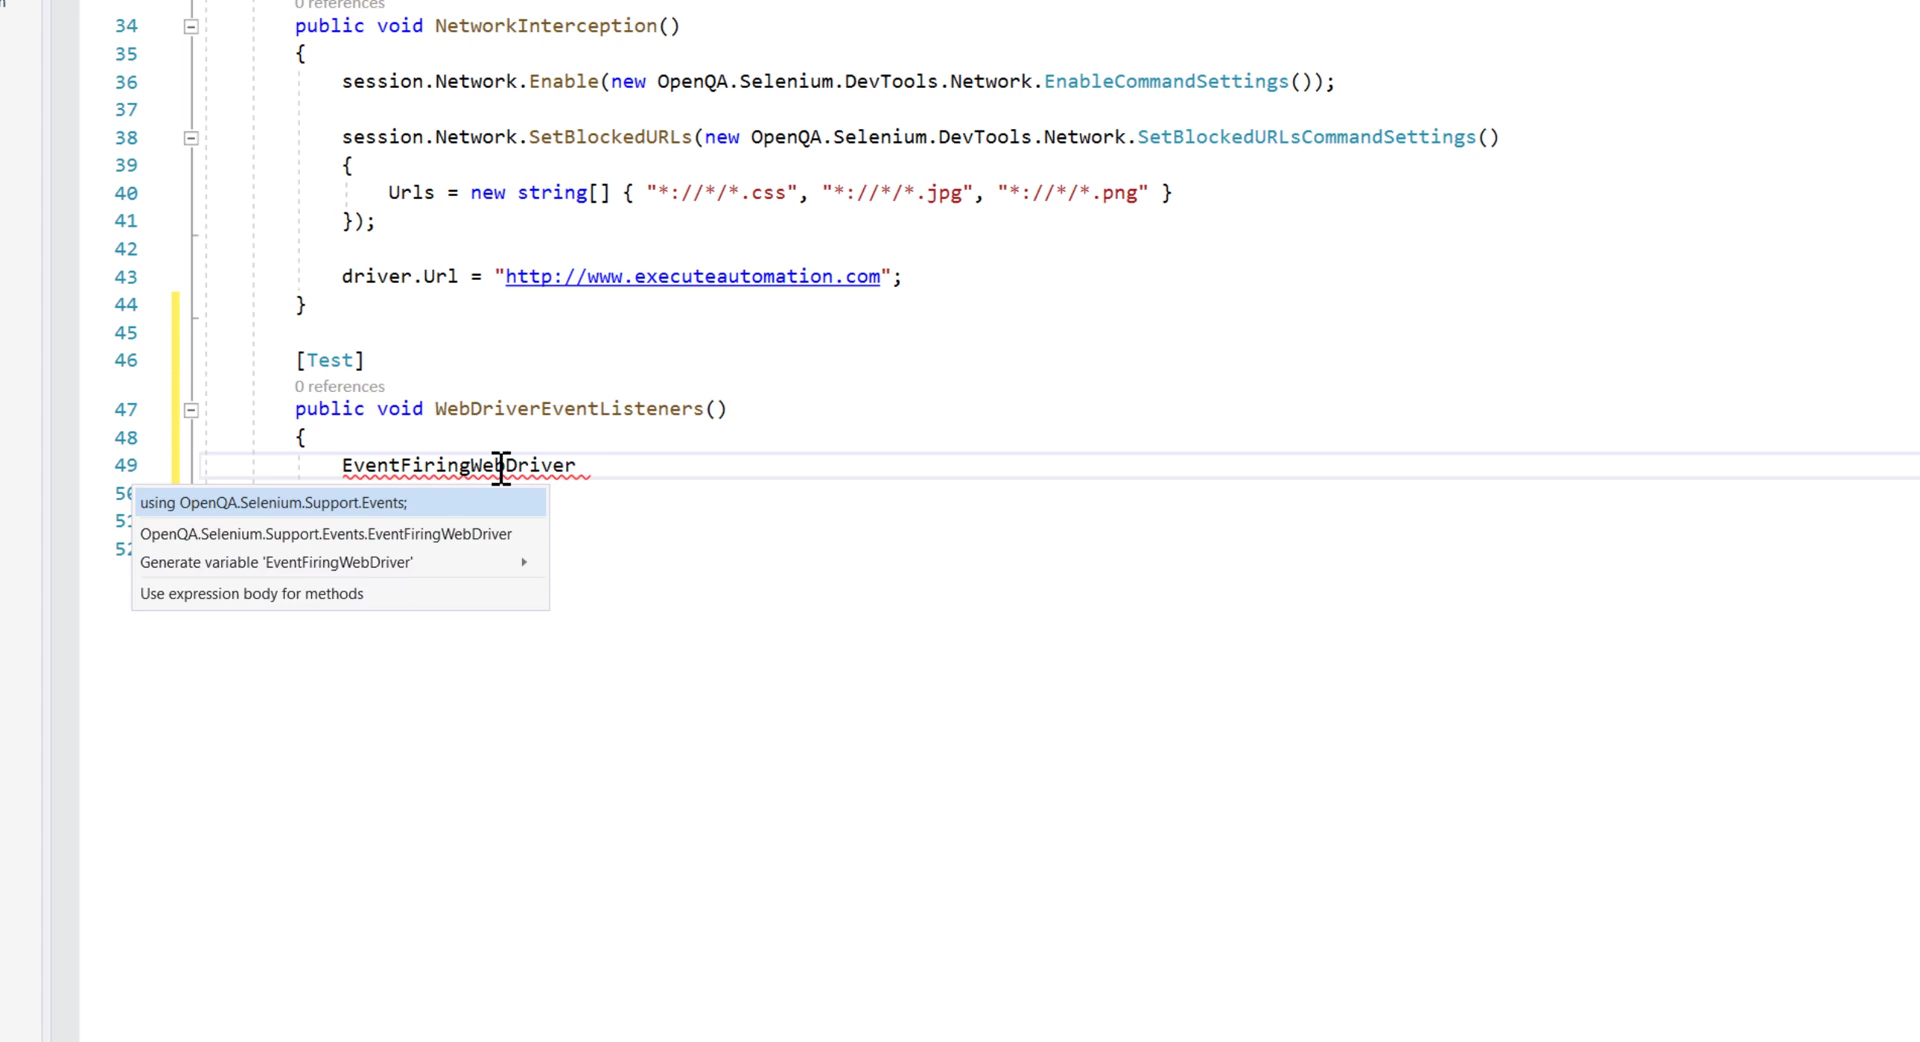 0 references
34 public void NetworkInterception()
35 {
36 session.Network.Enable(new OpenQA.Selenium.DevTools.Network.EnableCommandSettings());
37
38 session.Network.SetBlockedURLs(new OpenQA.Selenium.DevTools.Network.SetBlockedURLsCommandSettings()
39 {
40 Urls = new string[] { "*://*/*.css", "*://*/*.jpg", "*://*/*.png" }
41 });
42
43 driver.Url = "http://www.executeautomation.com";
44 }
45
46 [Test]
0 references
47 public void WebDriverEventListeners()
48 {
49 EventFiringWebDriver
50
using OpenQA.Selenium.Support.Events;
51
OpenQA.Selenium.Support.Events.EventFiringWebDriver
52
Generate variable 'EventFiringWebDriver'
Use expression body for methods